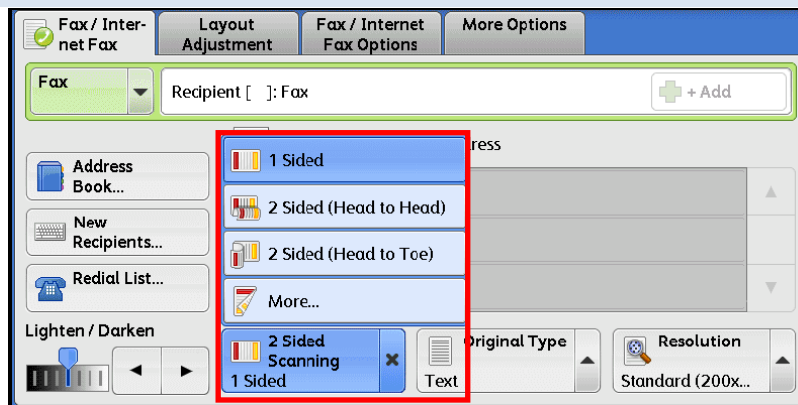 Fax / Inter-
net Fax
Layout
Adjustment
Fax / Internet
Fax Options
More Options
Fax
Recipient [ ]: Fax
+ Add
ress
Address
Book...
New
Recipients...
Redial List...
Lighten / Darken
1 Sided
2 Sided (Head to Head)
2 Sided (Head to Toe)
More...
2 Sided
Scanning
1 Sided
Original Type
Text
Resolution
Standard (200x...